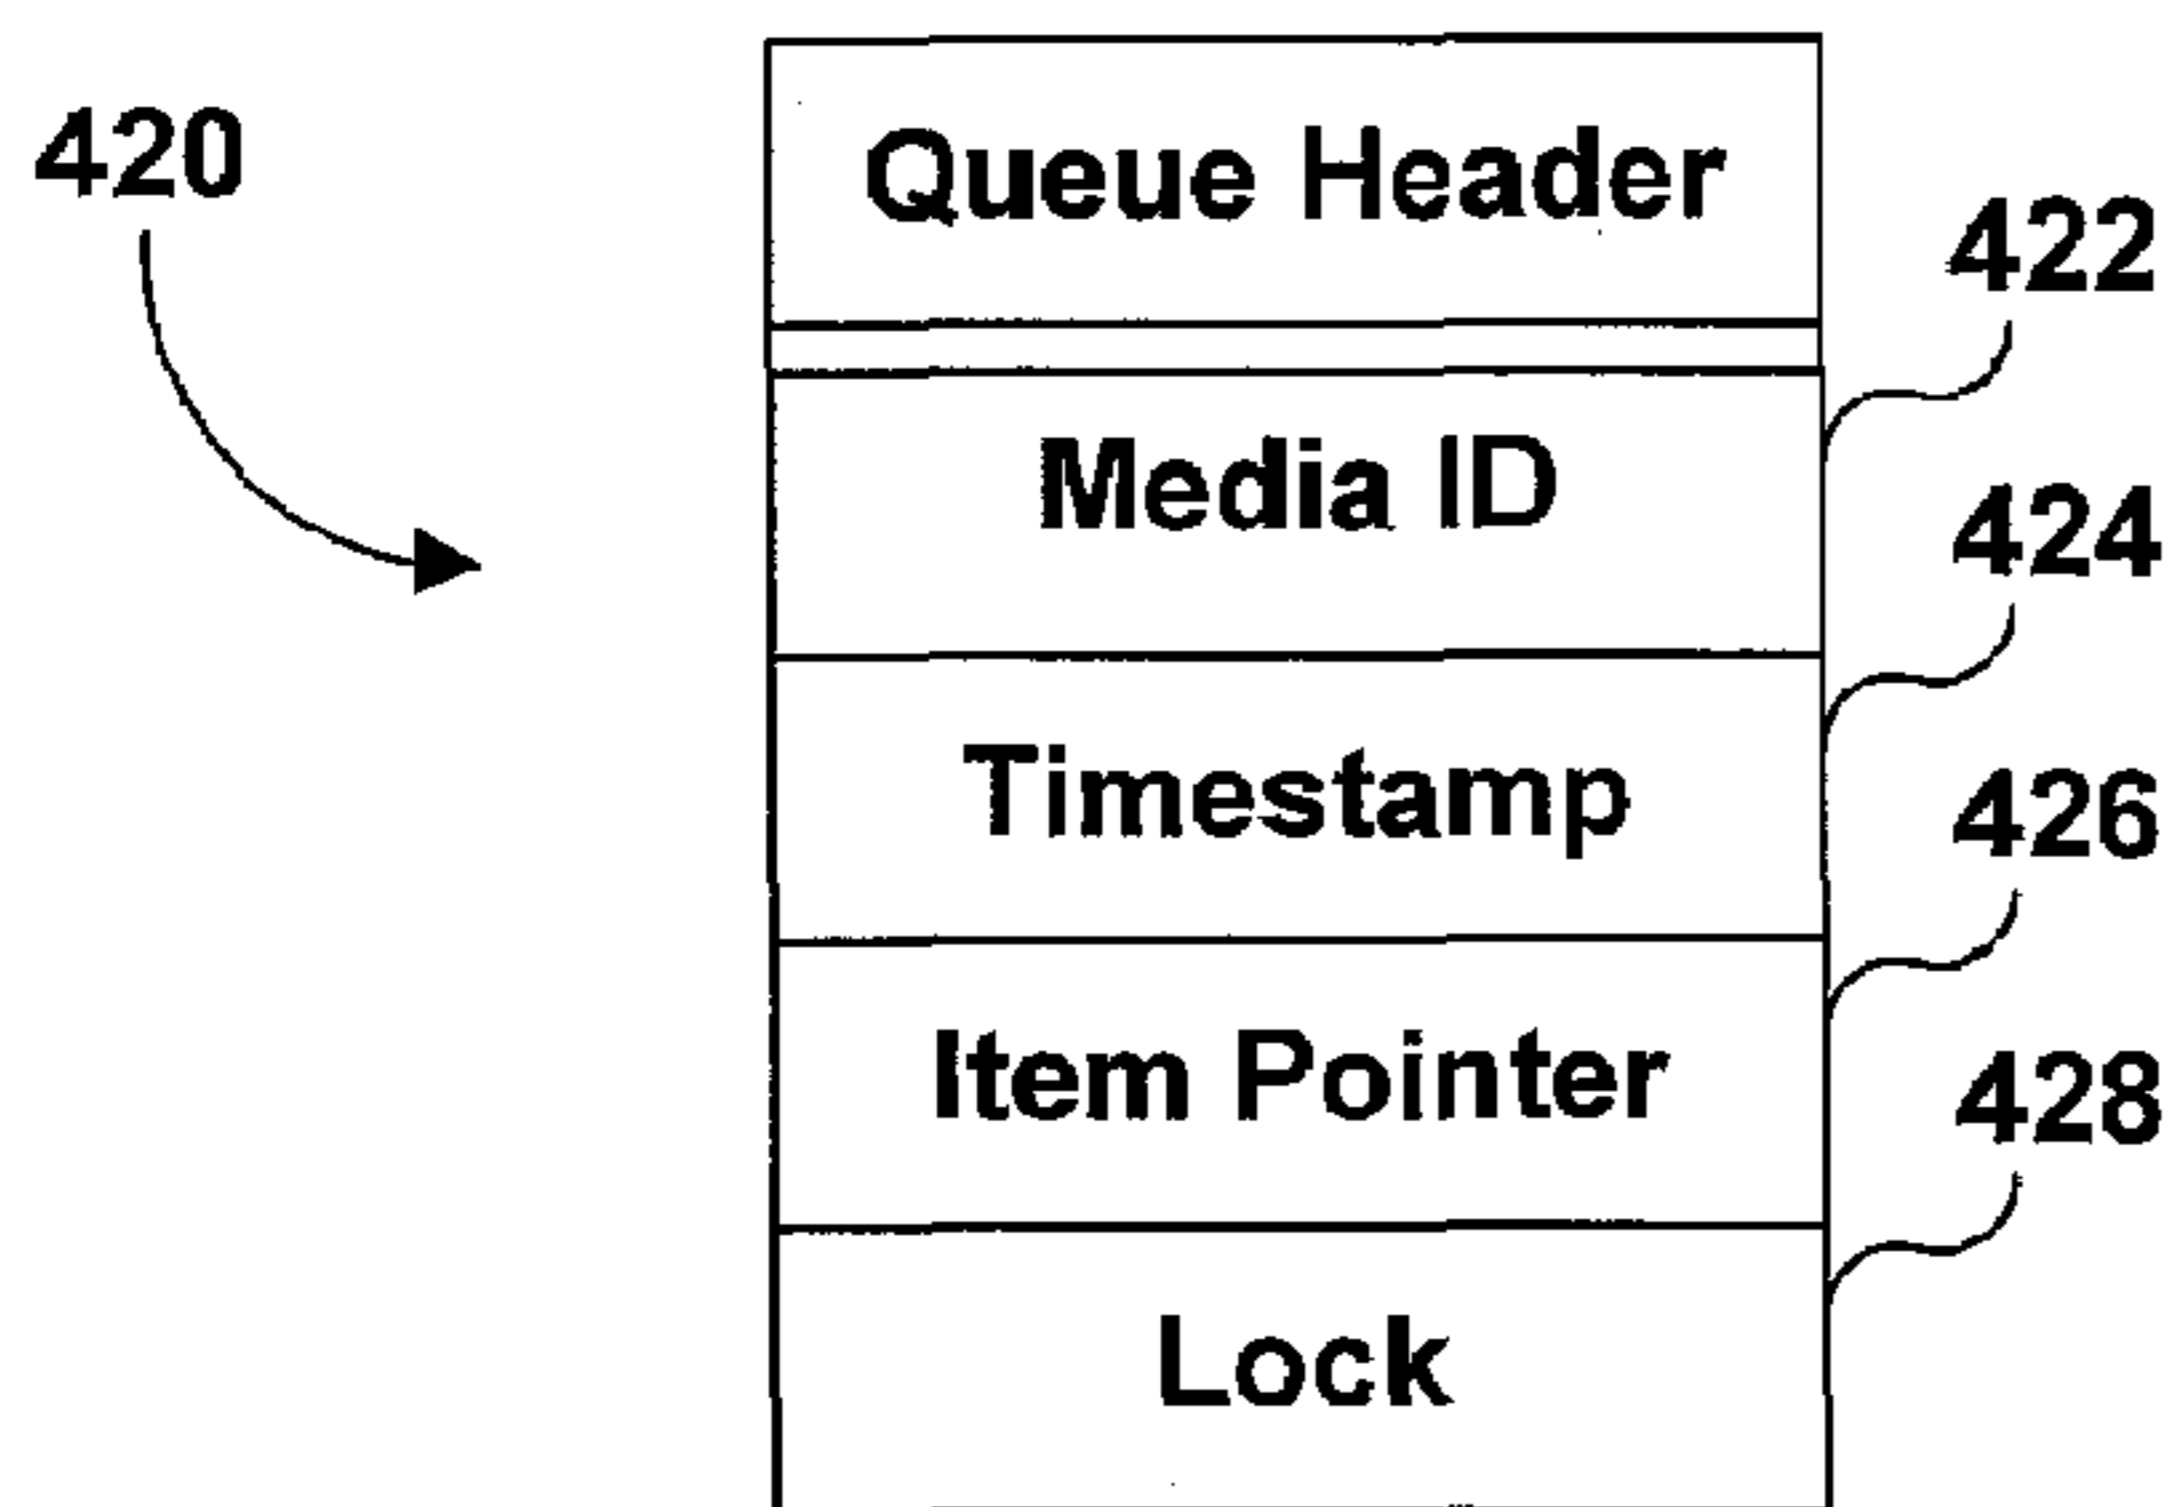 420
Queue Header
422
Media ID
424
Timestamp
426
Item Pointer
428
Lock